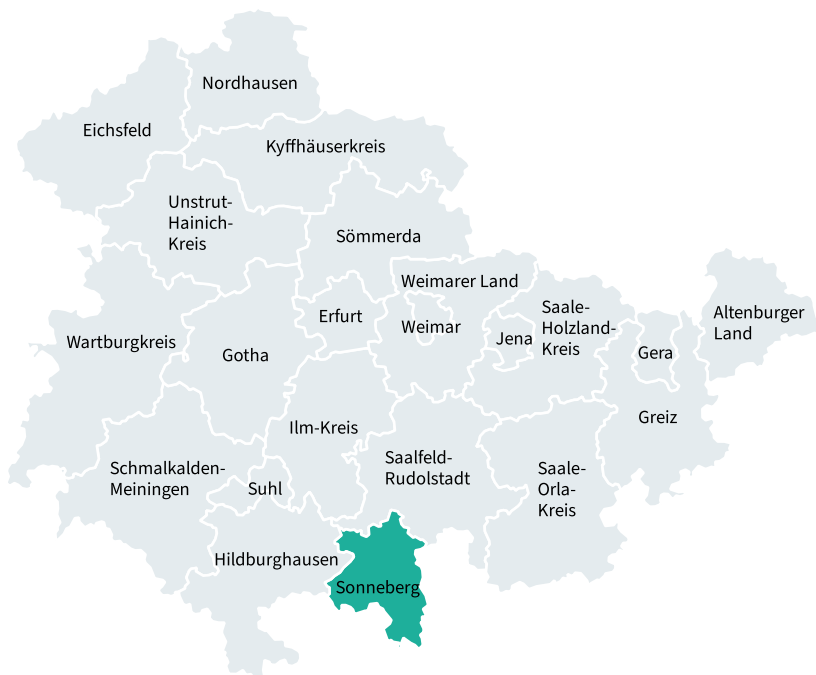 Nordhausen
Eichsfeld
Kyffhäuserkreis
Unstrut-
Hainich-
Kreis
Sömmerda
Weimarer Land
Saale-
Holzland-
Kreis
Altenburger
Land
Erfurt
Weimar
Jena
Gera
Wartburgkreis
Gotha
Greiz
Ilm-Kreis
Saalfeld-
Rudolstadt
Schmalkalden-
Meiningen
Suhl
Saale-
Orla-
Kreis
Hildburghausen
Sonneberg